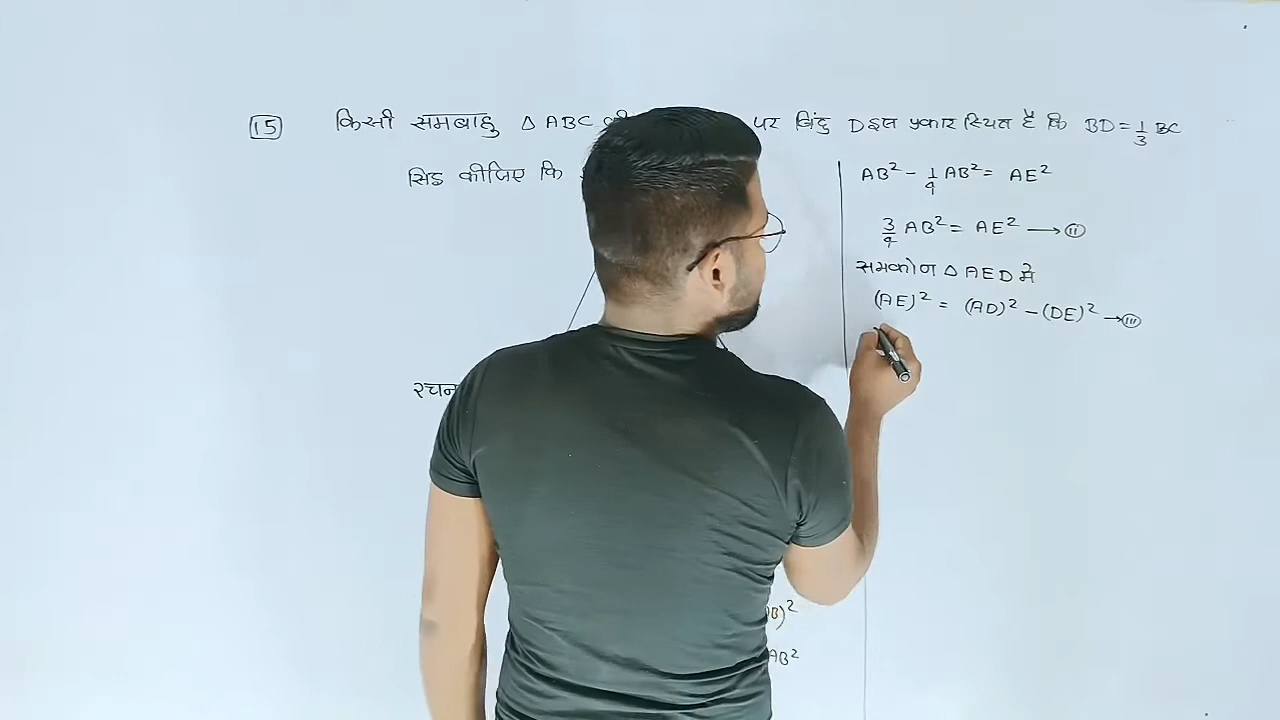 15 किसी समबाहु Δ ABC की पर बिंदु D इस प्रकार स्थित है कि BD = 1/3 BC
सिद्ध कीजिए कि
AB² - 1/4 AB² = AE²
3/4 AB² = AE² → (ii)
समकोन Δ AED में
(AE)² = (AD)² - (DE)² → (iii)
रचन
B)²
AB²